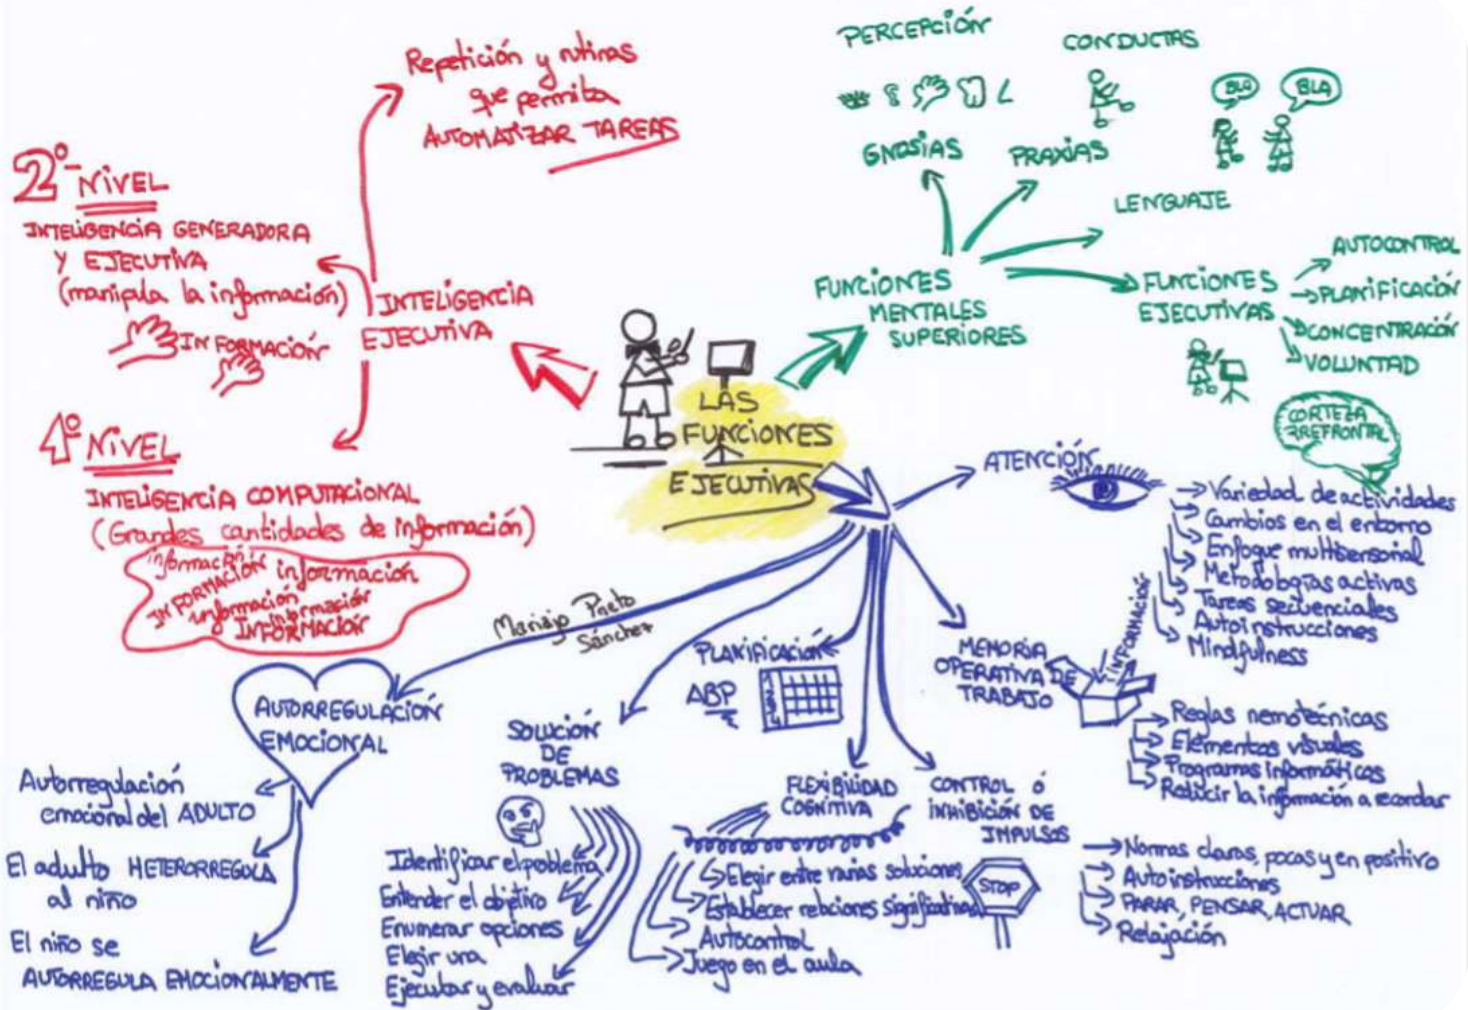 Repetición y rutinas
que permita
AUTOMATIZAR TAREAS
2º NIVEL
INTELIGENCIA GENERADORA
Y EJECUTIVA
(manipula la información)
INFORMACIÓN
INTELIGENCIA
EJECUTIVA
1º NIVEL
INTELIGENCIA COMPUTACIONAL
(Grandes cantidades de información)
información
INFORMACIÓN información
información
información
INFORMACIÓN
PERCEPCIÓN
GNOSIAS
CONDUCTAS
PRAXIAS
BLA
BLA
LENGUAJE
FUNCIONES
MENTALES
SUPERIORES
FUNCIONES
EJECUTIVAS
AUTOCONTROL
PLANIFICACIÓN
CONCENTRACIÓN
VOLUNTAD
CORTEZA
PREFRONTAL
LAS
FUNCIONES
EJECUTIVAS
Mariajo Prieto
Sánchez
ATENCIÓN
Variedad de actividades
Cambios en el entorno
Enfoque multisensorial
Metodologías activas
Tareas secuenciales
Autoinstrucciones
Mindfulness
MEMORIA
OPERATIVA DE
TRABAJO
INFORMACIÓN
Reglas nemotécnicas
Elementos visuales
Programas informáticos
Reducir la información a recordar
CONTROL Ó
INHIBICIÓN DE
IMPULSOS
STOP
Normas claras, pocas y en positivo
Autoinstrucciones
PARAR, PENSAR, ACTUAR
Relajación
FLEXIBILIDAD
COGNITIVA
Elegir entre varias soluciones
Establecer relaciones significativas
Autocontrol
Juego en el aula
PLANIFICACIÓN
ABP
SOLUCIÓN
DE
PROBLEMAS
Identificar el problema
Entender el objetivo
Enumerar opciones
Elegir una
Ejecutar y evaluar
AUTORREGULACIÓN
EMOCIONAL
Autorregulación
emocional del ADULTO
El adulto HETERORREGULA
al niño
El niño se
AUTORREGULA EMOCIONALMENTE